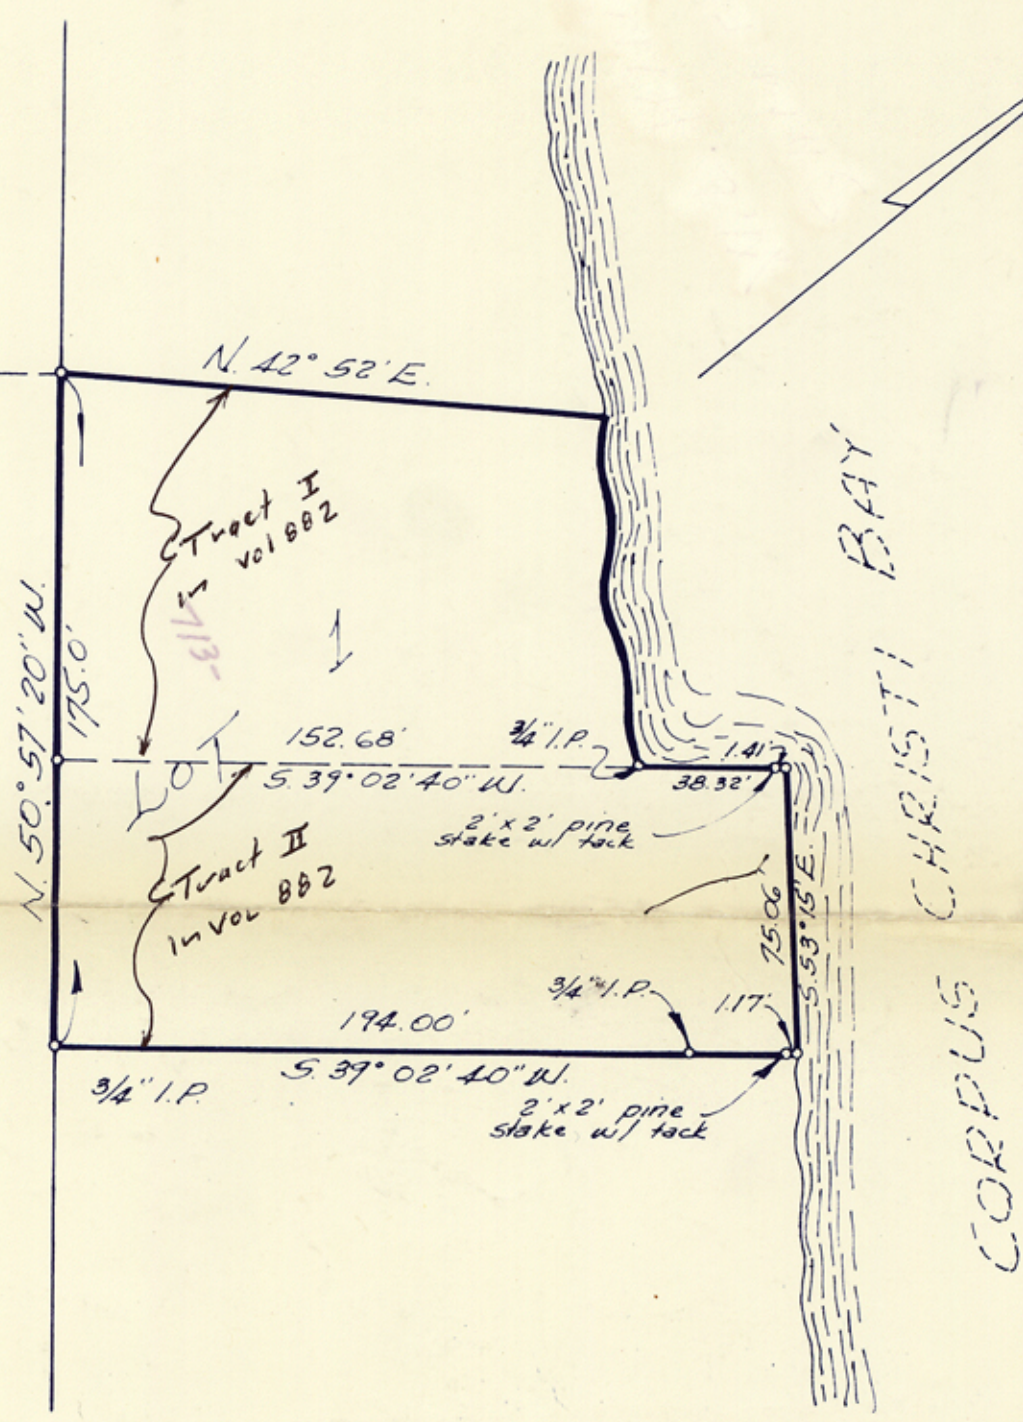 N. 42° 52' E.
Tract I
in vol 882
713-
1
N. 50° 57' 20" W.
175.0'
LOT
152.68'
S. 39° 02' 40" W.
3/4" I.P.
1.41'
38.32'
2' x 2' pine
stake w/ tack
Tract II
in vol 882
75.06'
S. 53° 15' E.
3/4" I.P.
1.17'
194.00'
S. 39° 02' 40" W.
3/4" I.P.
2' x 2' pine
stake w/ tack
CORPUS CHRISTI BAY